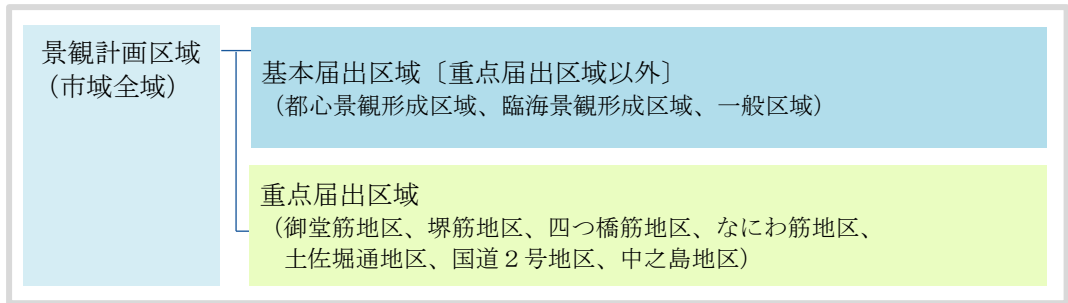 景観計画区域
（市域全域）
基本届出区域〔重点届出区域以外〕
（都心景観形成区域、臨海景観形成区域、一般区域）
重点届出区域
（御堂筋地区、堺筋地区、四つ橋筋地区、なにわ筋地区、
土佐堀通地区、国道２号地区、中之島地区）